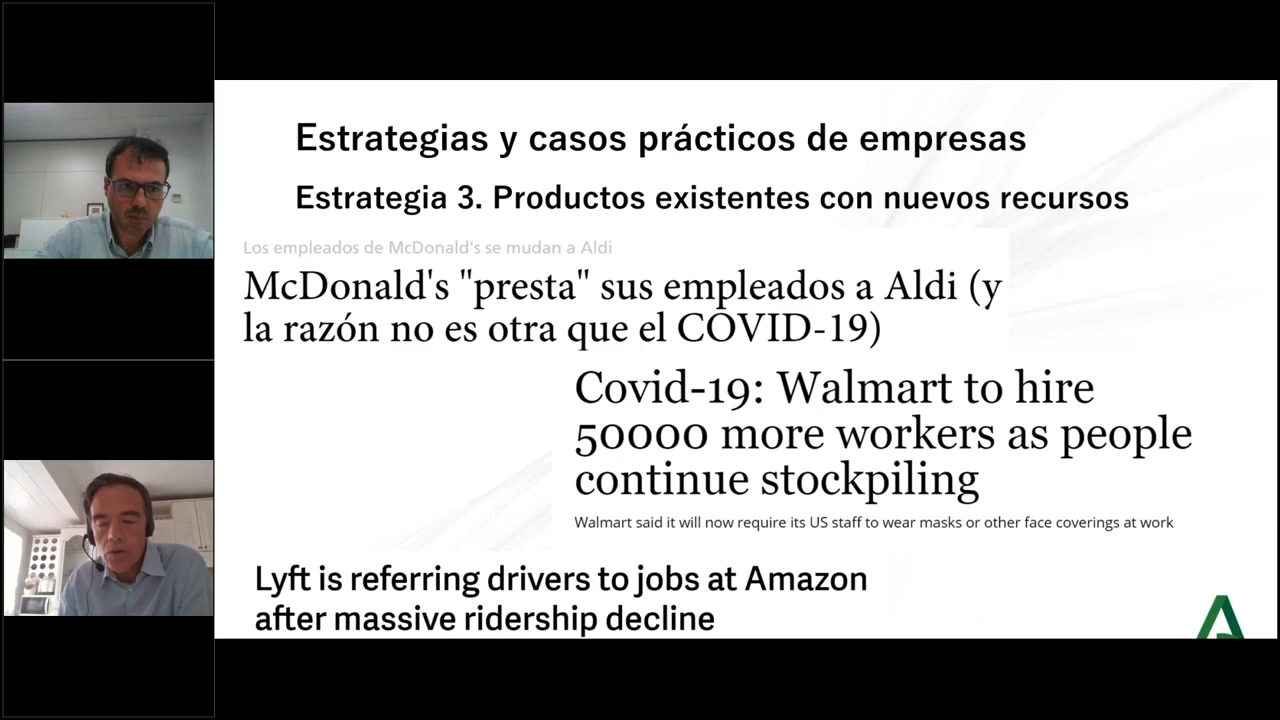 Estrategias y casos prácticos de empresas
Estrategia 3. Productos existentes con nuevos recursos
Los empleados de McDonald's se mudan a Aldi
McDonald's "presta" sus empleados a Aldi (y
la razón no es otra que el COVID-19)
Covid-19: Walmart to hire
50000 more workers as people
continue stockpiling
Walmart said it will now require its US staff to wear masks or other face coverings at work
Lyft is referring drivers to jobs at Amazon
after massive ridership decline